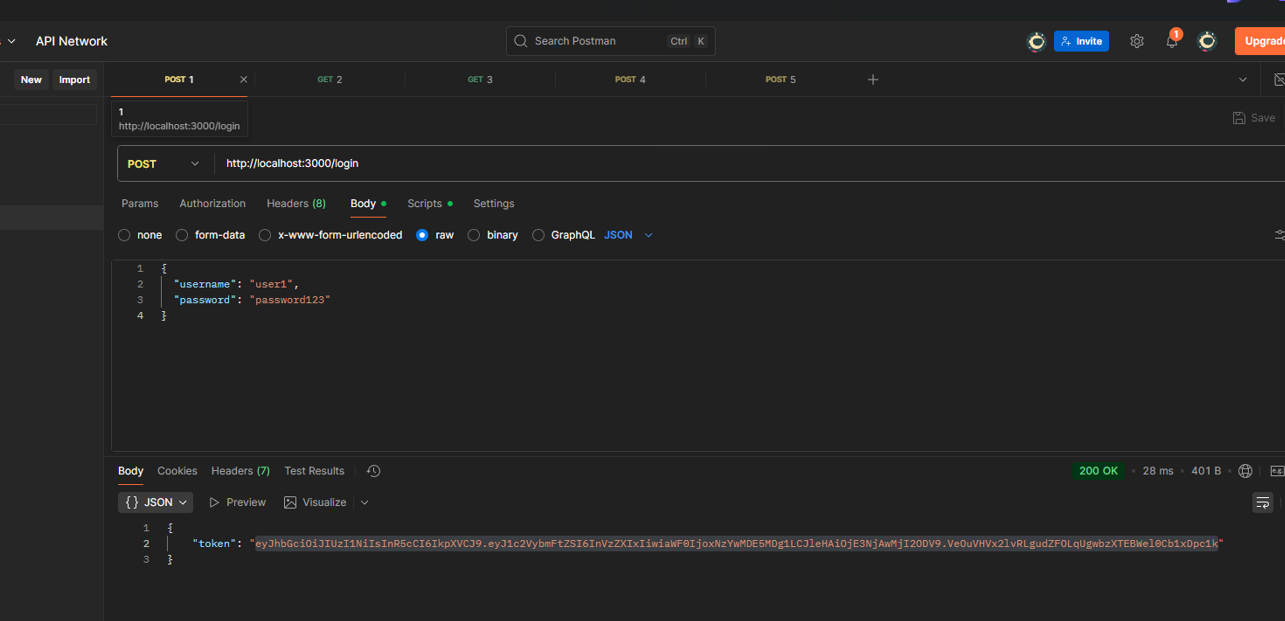 API Network
Search Postman
Ctrl K
Invite
1
Upgrade
New
Import
POST 1
GET 2
GET 3
POST 4
POST 5
1
http://localhost:3000/login
Save
POST
http://localhost:3000/login
Params Authorization Headers (8) Body Scripts Settings
none form-data x-www-form-urlencoded raw binary GraphQL JSON
1 {
2 "username": "user1",
3 "password": "password123"
4 }
Body Cookies Headers (7) Test Results
200 OK • 28 ms • 401 B
{ } JSON Preview Visualize
1 {
2 "token": "eyJhbGciOiJIUzI1NiIsInR5cCI6IkpXVCJ9.eyJ1c2VybmFtZSI6InVzZXIxIiwiaWF0IjoxNzYwMDE5MDg1LCJleHAiOjE3NjAwMjI2ODV9.VeOuVHVx2lvRLgudZFOLqUgwbzXTEBWel0Cb1xDpc1k"
3 }